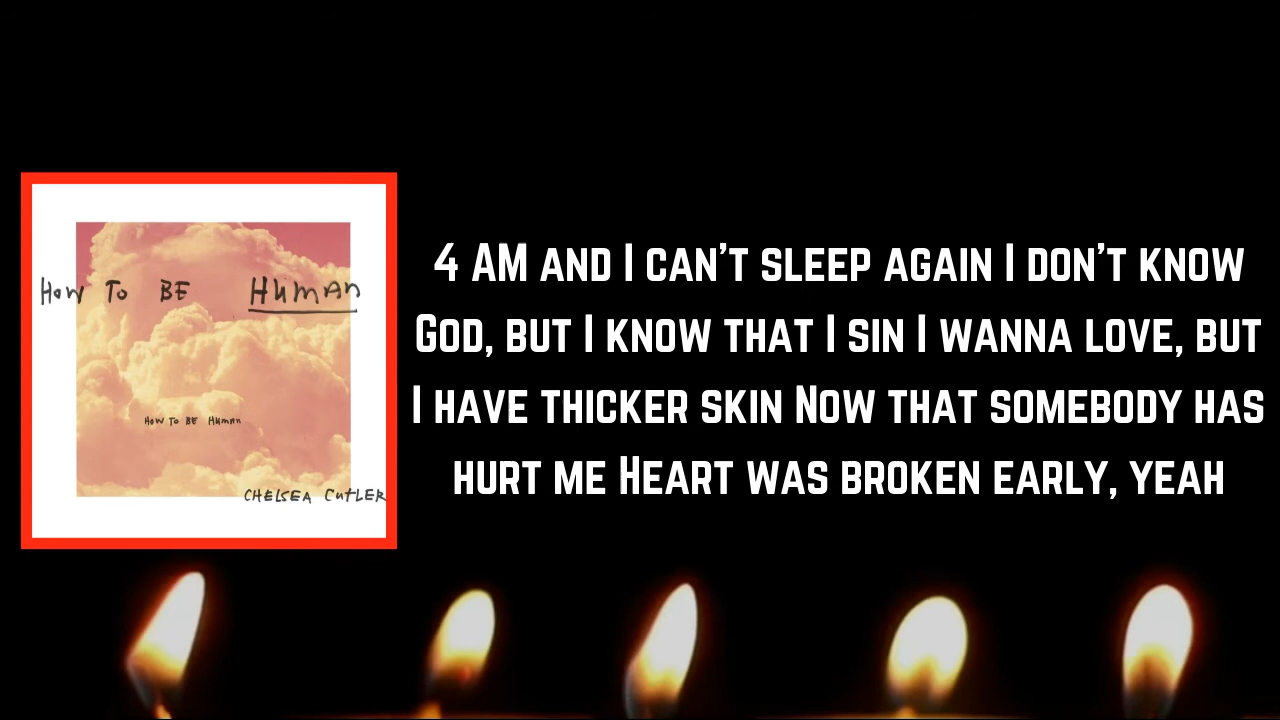 How To BE Human
How To BE Human
CHELSEA CUTLER
4 AM and I can't sleep again I don't know
God, but I know that I sin I wanna love, but
I have thicker skin Now that somebody has
hurt me Heart was broken early, yeah